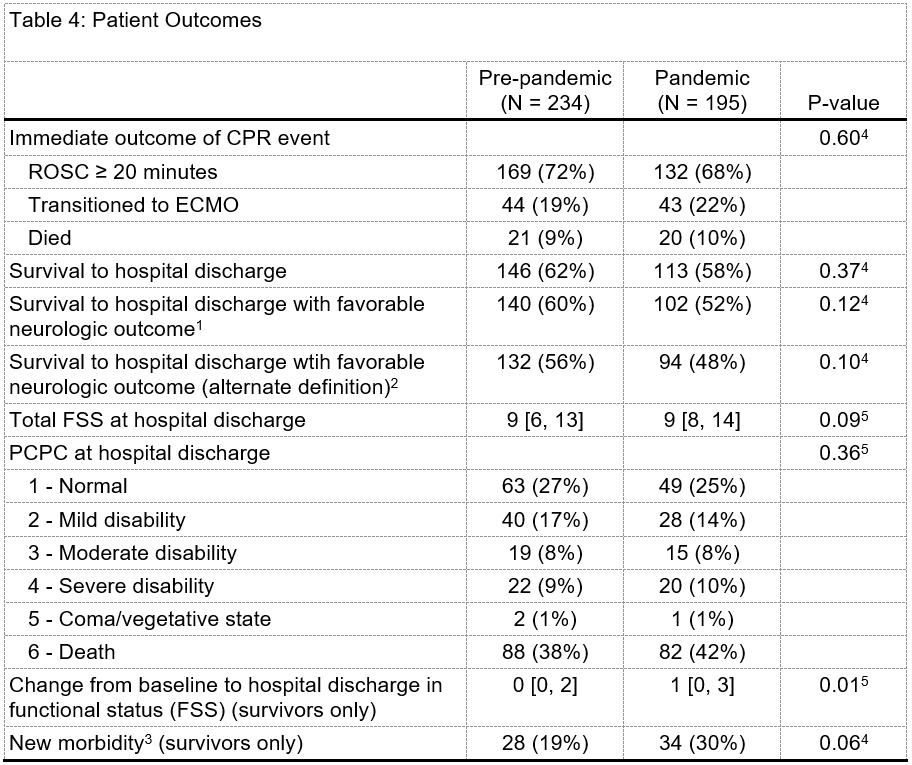 Table 4: Patient Outcomes
Pre-pandemic (N = 234) Pandemic (N = 195) P-value
Immediate outcome of CPR event 0.60⁴
ROSC ≥ 20 minutes 169 (72%) 132 (68%)
Transitioned to ECMO 44 (19%) 43 (22%)
Died 21 (9%) 20 (10%)
Survival to hospital discharge 146 (62%) 113 (58%) 0.37⁴
Survival to hospital discharge with favorable 140 (60%) 102 (52%) 0.12⁴
neurologic outcome¹
Survival to hospital discharge wtih favorable 132 (56%) 94 (48%) 0.10⁴
neurologic outcome (alternate definition)²
Total FSS at hospital discharge 9 [6, 13] 9 [8, 14] 0.09⁵
PCPC at hospital discharge 0.36⁵
1 - Normal 63 (27%) 49 (25%)
2 - Mild disability 40 (17%) 28 (14%)
3 - Moderate disability 19 (8%) 15 (8%)
4 - Severe disability 22 (9%) 20 (10%)
5 - Coma/vegetative state 2 (1%) 1 (1%)
6 - Death 88 (38%) 82 (42%)
Change from baseline to hospital discharge in 0 [0, 2] 1 [0, 3] 0.01⁵
functional status (FSS) (survivors only)
New morbidity³ (survivors only) 28 (19%) 34 (30%) 0.06⁴